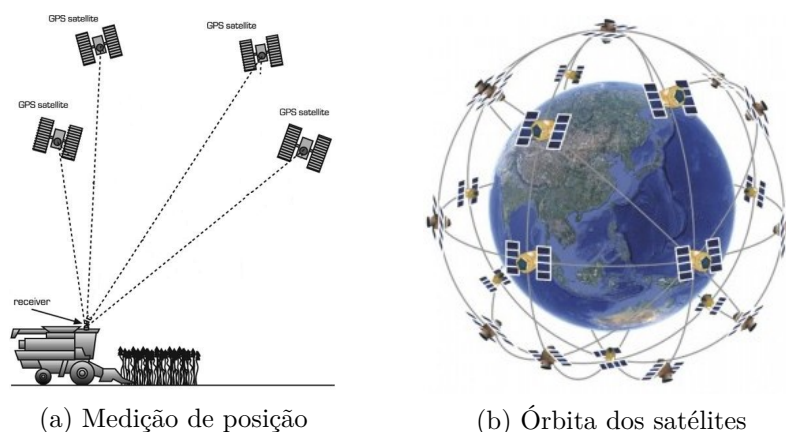 GPS satellite
GPS satellite
GPS satellite
GPS satellite
receiver
(a) Medição de posição
(b) Órbita dos satélites